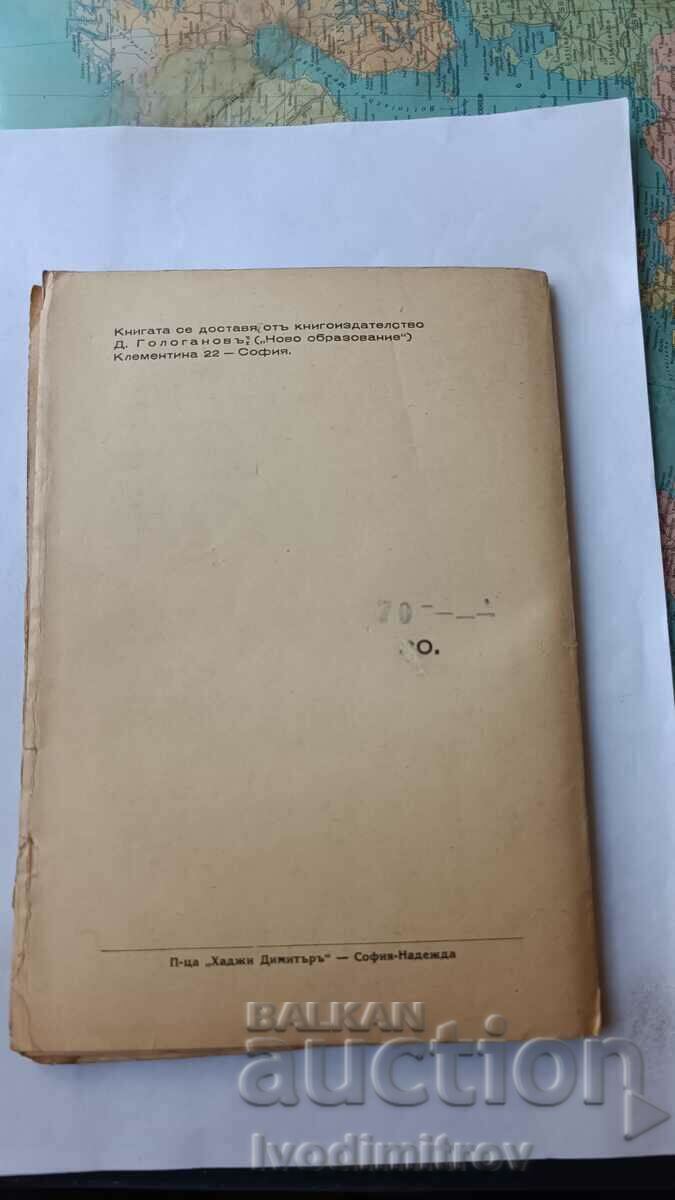 Книгата се доставя отъ книгоиздателство
Д. Гологановъ, („Ново образование“)
Клементина 22 — София.
70 — — —
П-ца „Хаджи Димитъръ“ — София-Надежда
BALKAN
auction
Ivodimitrov